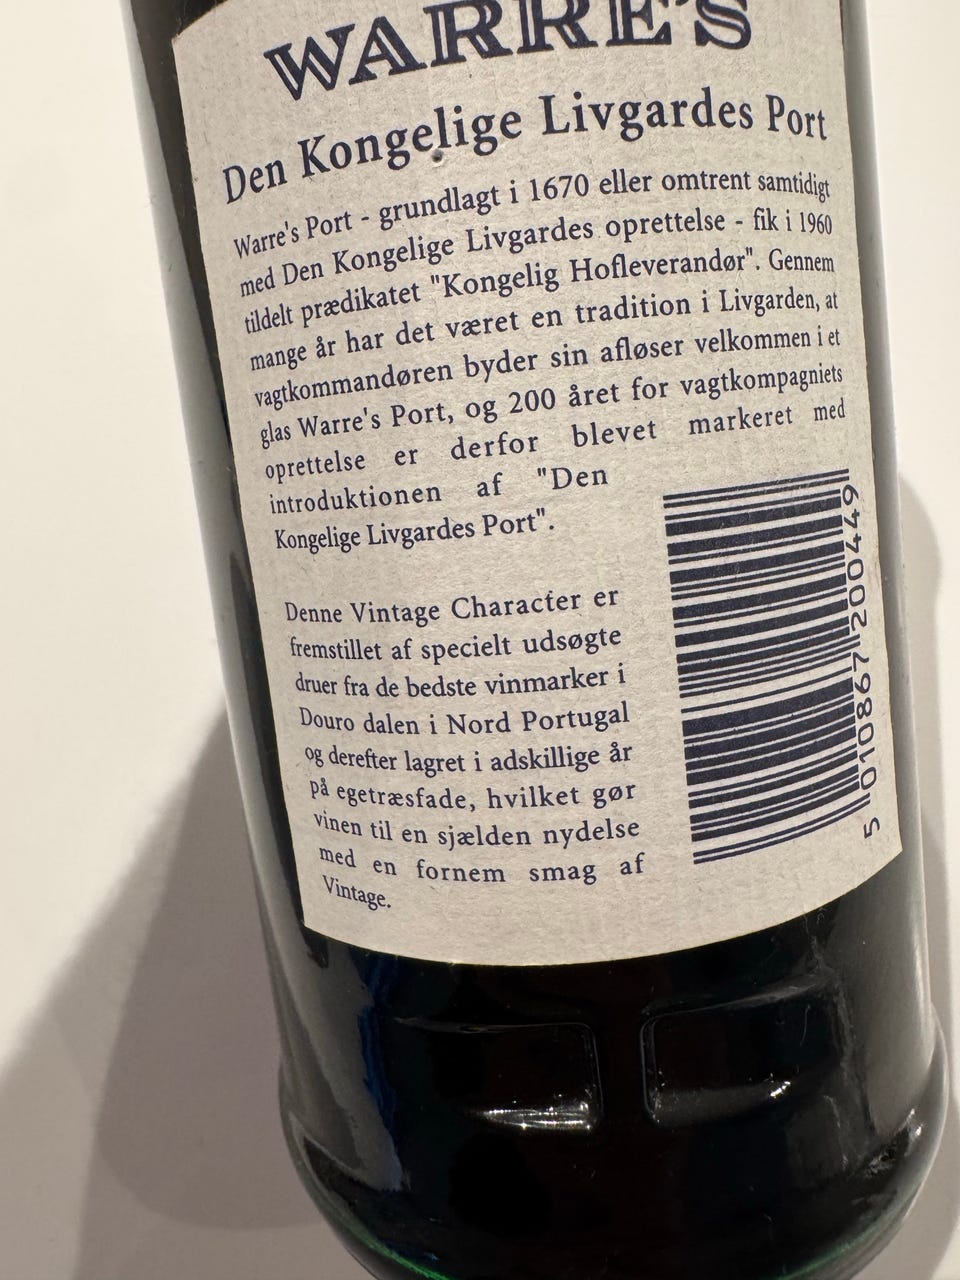 WARRE'S
Den Kongelige Livgardes Port
Warre's Port - grundlagt i 1670 eller omtrent samtidigt
med Den Kongelige Livgardes oprettelse - fik i 1960
tildelt prædikatet "Kongelig Hofleverandør". Gennem
mange år har det været en tradition i Livgarden, at
vagtkommandøren byder sin afløser velkommen i et
glas Warre's Port, og 200 året for vagtkompagniets
oprettelse er derfor blevet markeret med
introduktionen af "Den
Kongelige Livgardes Port".
Denne Vintage Character er
fremstillet af specielt udsøgte
druer fra de bedste vinmarker i
Douro dalen i Nord Portugal
og derefter lagret i adskillige år
på egetræsfade, hvilket gør
vinen til en sjælden nydelse
med en fornem smag af
Vintage.
5 010867 200449